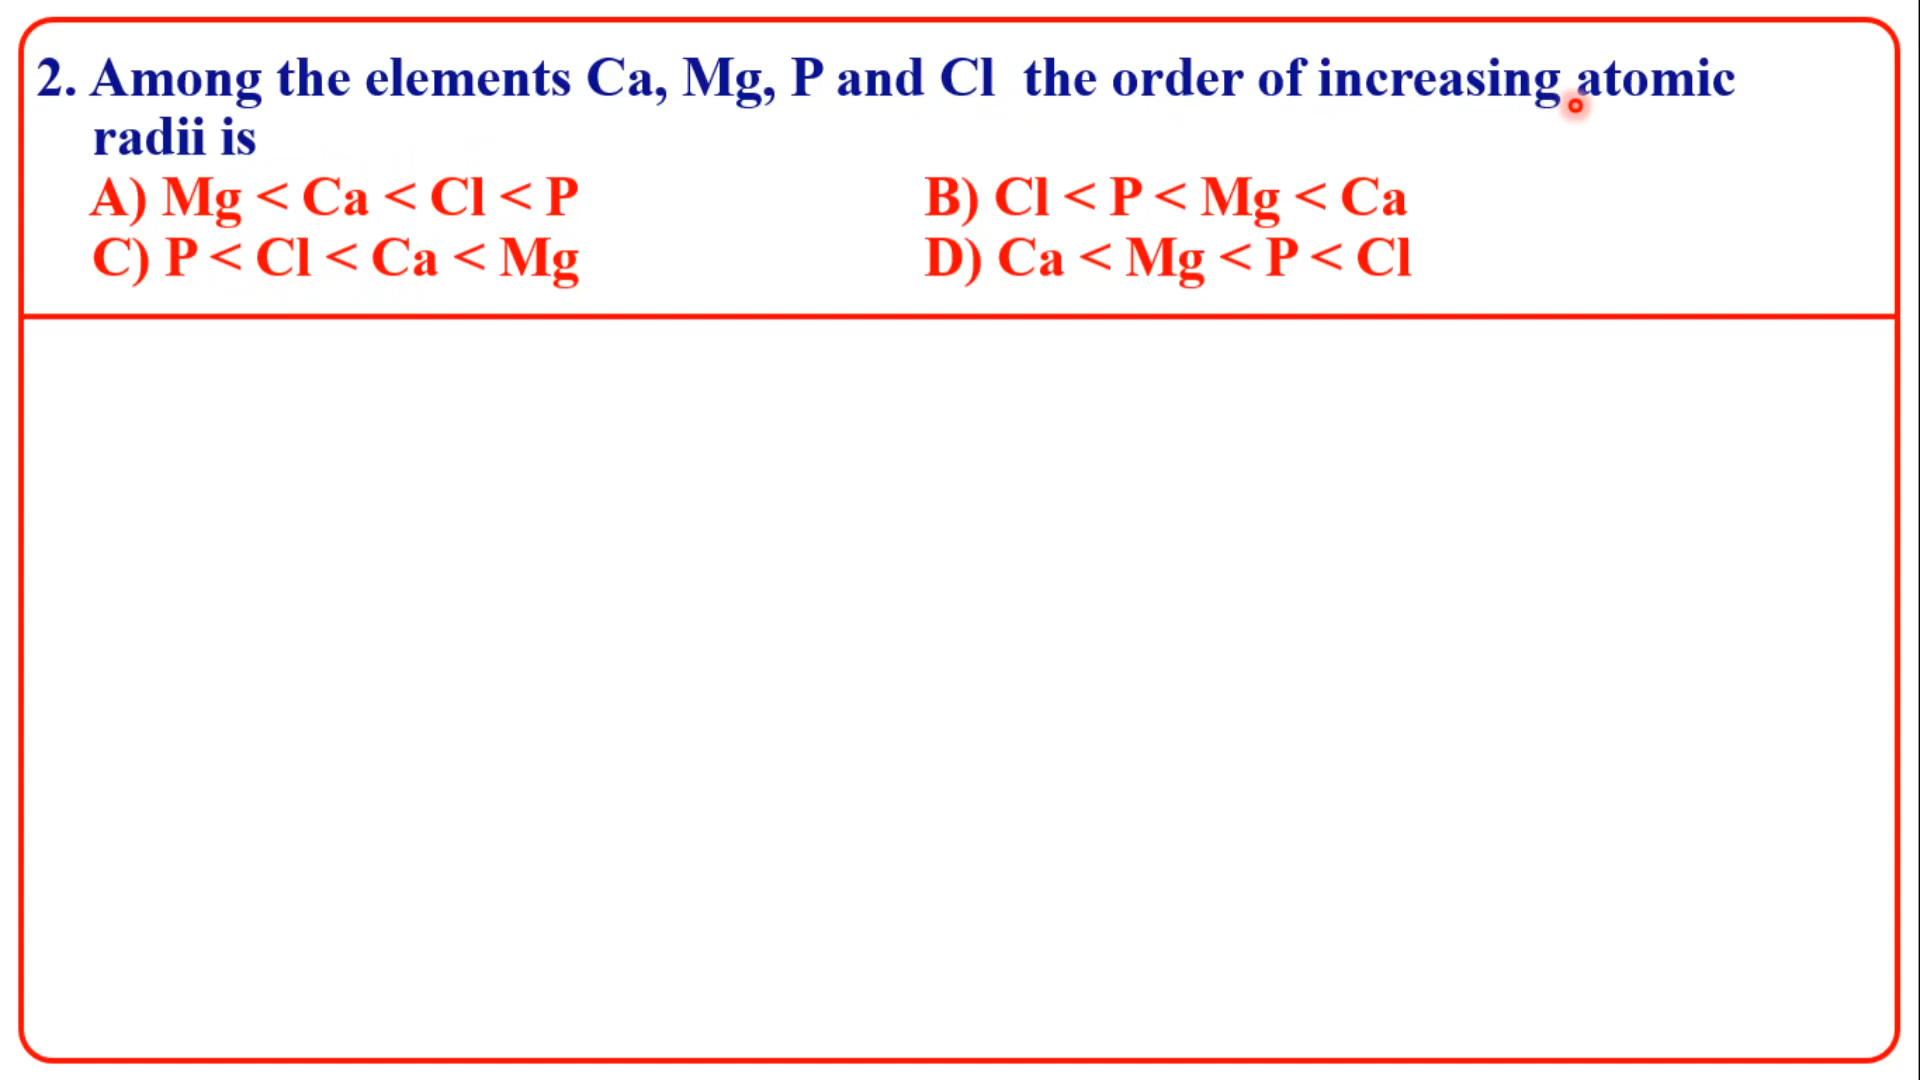 2. Among the elements Ca, Mg, P and Cl the order of increasing atomic
radii is
A) Mg < Ca < Cl < P B) Cl < P < Mg < Ca
C) P < Cl < Ca < Mg D) Ca < Mg < P < Cl